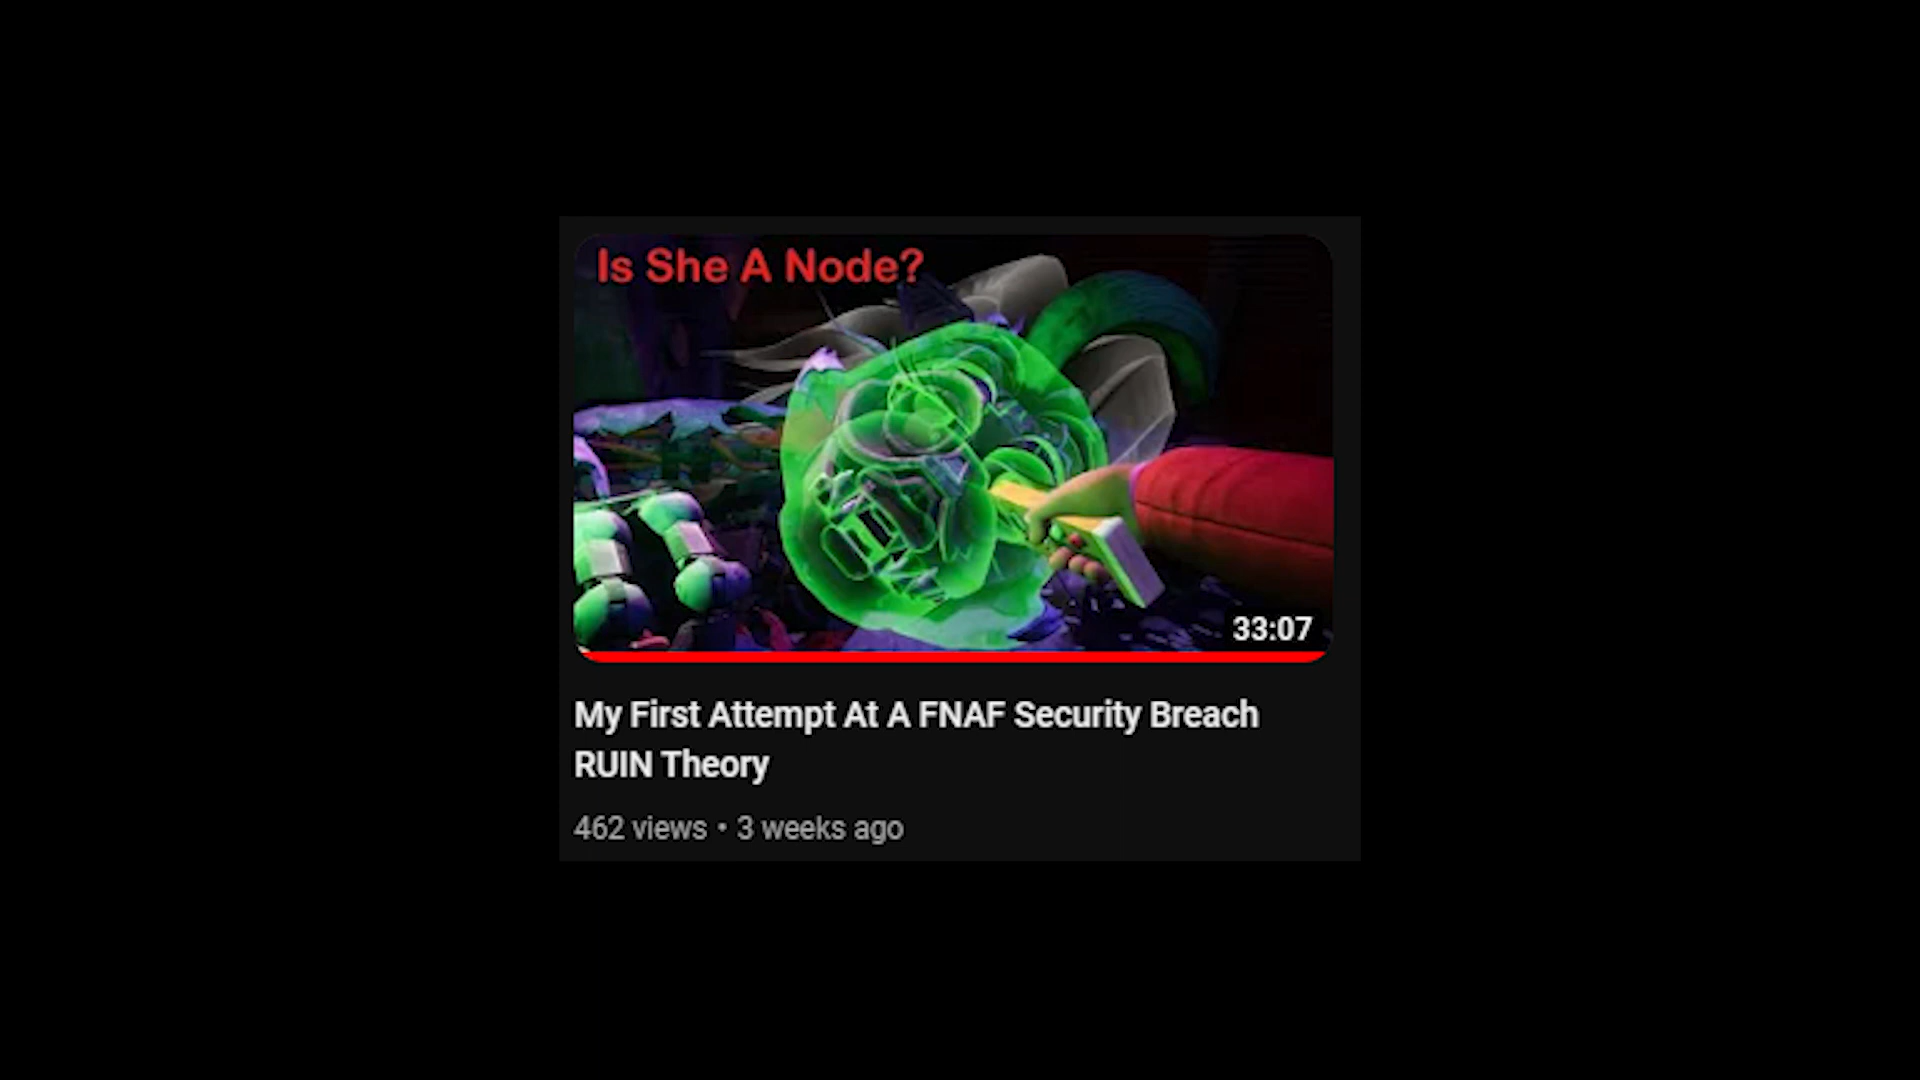 Is She A Node?
33:07
My First Attempt At A FNAF Security Breach
RUIN Theory
462 views • 3 weeks ago